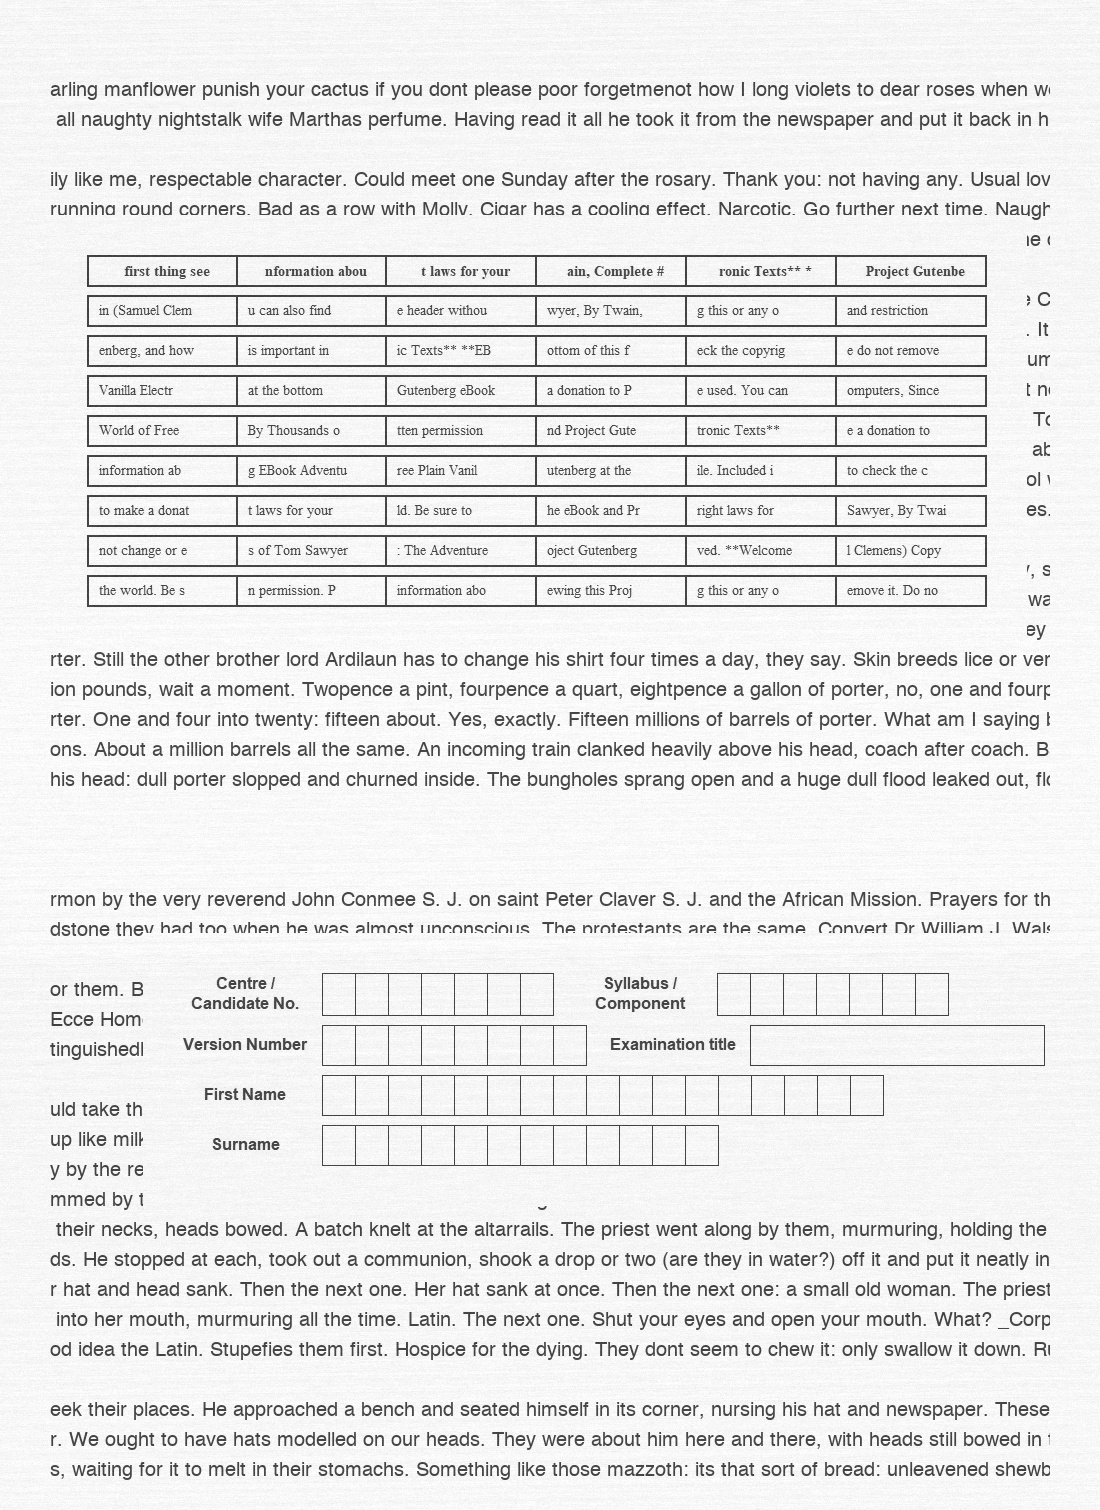 arling manflower punish your cactus if you dont please poor forgetmenot how I long violets to dear roses when
all naughty nightstalk wife Marthas perfume. Having read it all he took it from the newspaper and put it back in h
ily like me, respectable character. Could meet one Sunday after the rosary. Thank you: not having any. Usual lov
running round corners. Bad as a row with Molly. Cigar has a cooling effect. Narcotic. Go further next time. Naugh
first thing see nformation abou t laws for your ain, Complete # ronic Texts** * Project Gutenbe
in (Samuel Clem u can also find e header withou wyer, By Twain, g this or any o and restriction
enberg, and how is important in ic Texts** **EB ottom of this f eck the copyrig e do not remove
Vanilla Electr at the bottom Gutenberg eBook a donation to P e used. You can omputers, Since
World of Free By Thousands o tten permission nd Project Gute tronic Texts** e a donation to
information ab g EBook Adventu ree Plain Vanil utenberg at the ile. Included i to check the c
to make a donat t laws for your ld. Be sure to he eBook and Pr right laws for Sawyer, By Twai
not change or e s of Tom Sawyer : The Adventure oject Gutenberg ved. **Welcome l Clemens) Copy
the world. Be s n permission. P information abo ewing this Proj g this or any o emove it. Do no
. It
um
ab
es.
wa
ey
rter. Still the other brother lord Ardilaun has to change his shirt four times a day, they say. Skin breeds lice or ver
ion pounds, wait a moment. Twopence a pint, fourpence a quart, eightpence a gallon of porter, no, one and fourp
rter. One and four into twenty: fifteen about. Yes, exactly. Fifteen millions of barrels of porter. What am I saying
ons. About a million barrels all the same. An incoming train clanked heavily above his head, coach after coach. B
his head: dull porter slopped and churned inside. The bungholes sprang open and a huge dull flood leaked out,
rmon by the very reverend John Conmee S. J. on saint Peter Claver S. J. and the African Mission. Prayers for th
dstone they had too when he was almost unconscious. The protestants are the same. Convert Dr William J. Wals
or them. B
Ecce Hom
tinguishedl
uld take th
up like milk
y by the re
mmed by t
Centre /
Candidate No.
Syllabus /
Component
Version Number
Examination title
First Name
Surname
their necks, heads bowed. A batch knelt at the altarrails. The priest went along by them, murmuring, holding the
ds. He stopped at each, took out a communion, shook a drop or two (are they in water?) off it and put it neatly in
r hat and head sank. Then the next one. Her hat sank at once. Then the next one: a small old woman. The priest
into her mouth, murmuring all the time. Latin. The next one. Shut your eyes and open your mouth. What? _Corp
od idea the Latin. Stupefies them first. Hospice for the dying. They dont seem to chew it: only swallow it down.
eek their places. He approached a bench and seated himself in its corner, nursing his hat and newspaper. These
r. We ought to have hats modelled on our heads. They were about him here and there, with heads still bowed in
s, waiting for it to melt in their stomachs. Something like those mazzoth: its that sort of bread: unleavened shewb